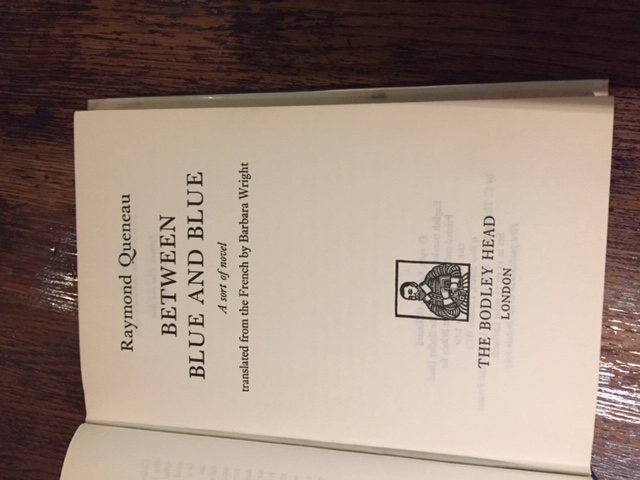 Raymond Queneau
BETWEEN
BLUE AND BLUE
A sort of novel
translated from the French by Barbara Wright
THE BODLEY HEAD
LONDON